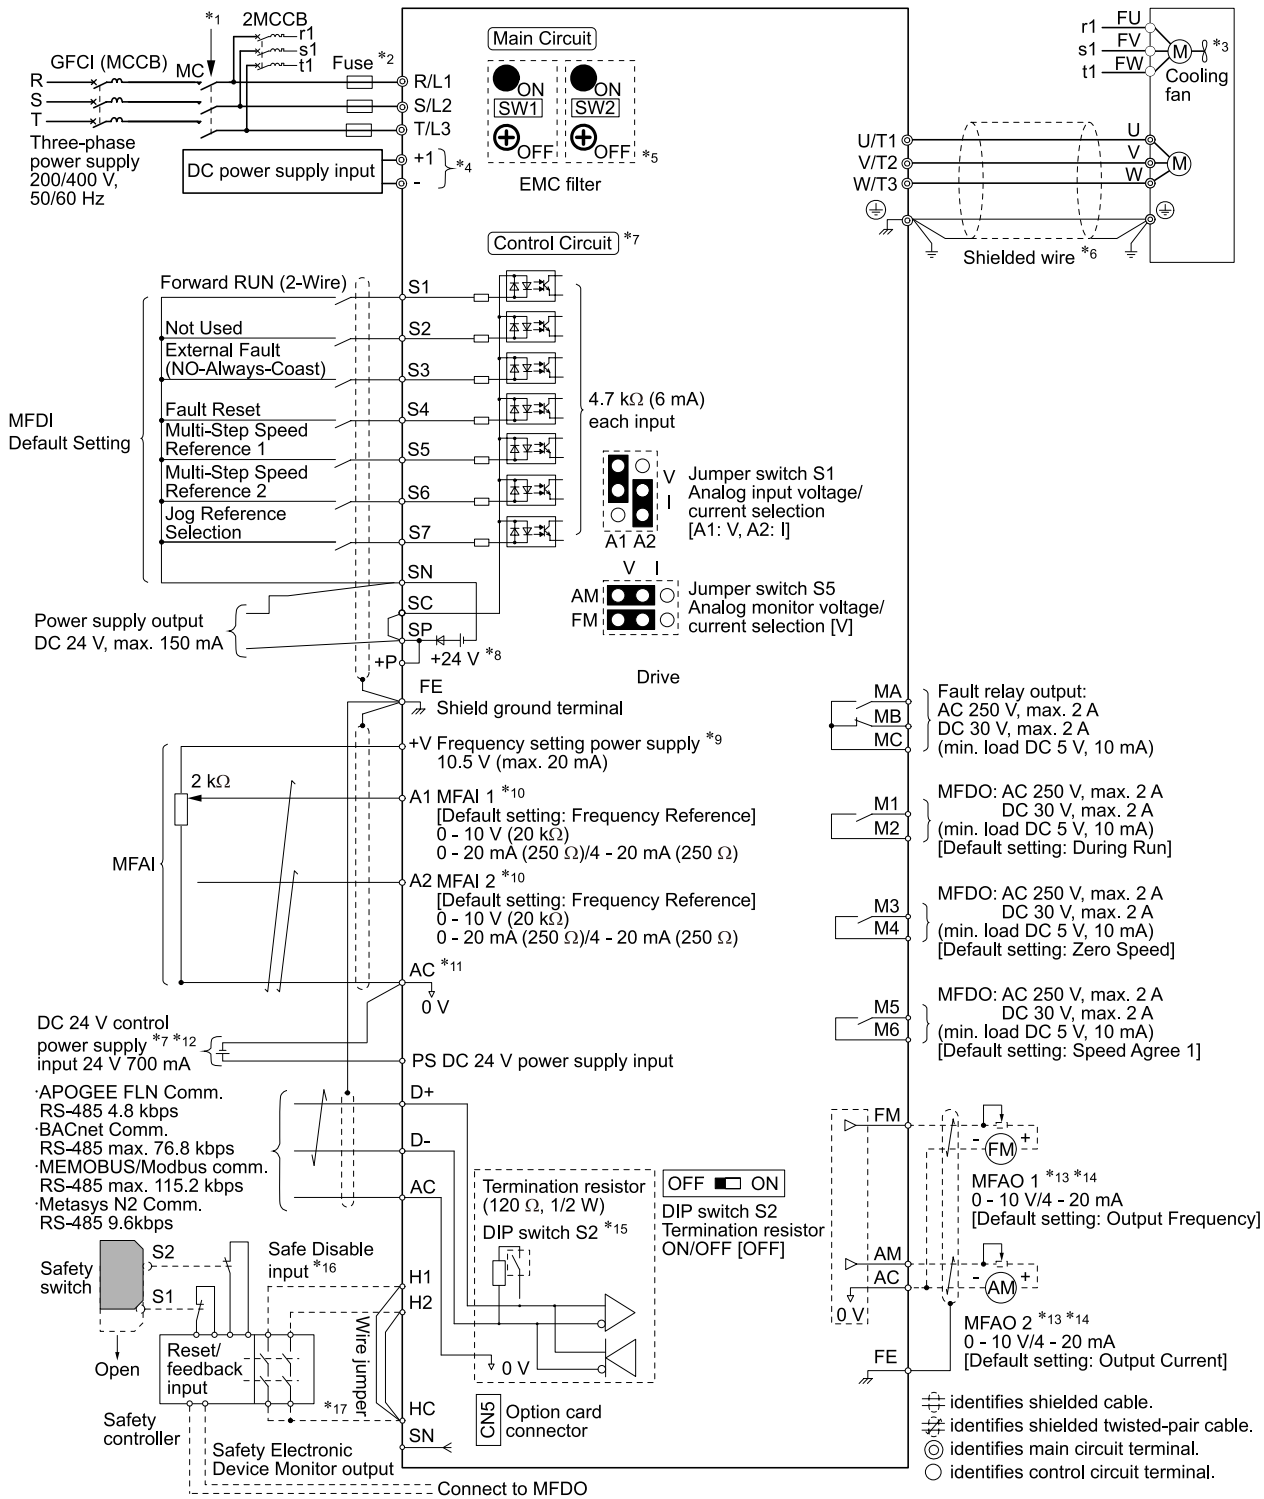 *1
2MCCB
r1
s1
t1
GFCI (MCCB)
MC
Fuse *2
R
S
T
R/L1
S/L2
T/L3
Three-phase
power supply
200/400 V,
50/60 Hz
DC power supply input
+1
-
*4
Main Circuit
ON
SW1
OFF
ON
SW2
OFF
*5
EMC filter
r1
s1
t1
FU
FV
FW
M
*3
Cooling
fan
U/T1
V/T2
W/T3
U
V
W
M
Shielded wire *6
Control Circuit *7
MFDI
Default Setting
Forward RUN (2-Wire)
S1
Not Used
S2
External Fault
(NO-Always-Coast)
S3
Fault Reset
S4
Multi-Step Speed
Reference 1
S5
Multi-Step Speed
Reference 2
S6
Jog Reference
Selection
S7
SN
SC
SP
+P
+24 V *8
Power supply output
DC 24 V, max. 150 mA
4.7 kΩ (6 mA)
each input
V
I
A1 A2
Jumper switch S1
Analog input voltage/
current selection
[A1: V, A2: I]
V I
AM
FM
Jumper switch S5
Analog monitor voltage/
current selection [V]
Drive
FE
Shield ground terminal
MFAI
2 kΩ
+V Frequency setting power supply *9
10.5 V (max. 20 mA)
A1 MFAI 1 *10
[Default setting: Frequency Reference]
0 - 10 V (20 kΩ)
0 - 20 mA (250 Ω)/4 - 20 mA (250 Ω)
A2 MFAI 2 *10
[Default setting: Frequency Reference]
0 - 10 V (20 kΩ)
0 - 20 mA (250 Ω)/4 - 20 mA (250 Ω)
AC *11
0 V
DC 24 V control
power supply *7 *12
input 24 V 700 mA
PS DC 24 V power supply input
MA
MB
MC
Fault relay output:
AC 250 V, max. 2 A
DC 30 V, max. 2 A
(min. load DC 5 V, 10 mA)
M1
M2
MFDO: AC 250 V, max. 2 A
DC 30 V, max. 2 A
(min. load DC 5 V, 10 mA)
[Default setting: During Run]
M3
M4
MFDO: AC 250 V, max. 2 A
DC 30 V, max. 2 A
(min. load DC 5 V, 10 mA)
[Default setting: Zero Speed]
M5
M6
MFDO: AC 250 V, max. 2 A
DC 30 V, max. 2 A
(min. load DC 5 V, 10 mA)
[Default setting: Speed Agree 1]
·APOGEE FLN Comm.
RS-485 4.8 kbps
·BACnet Comm.
RS-485 max. 76.8 kbps
·MEMOBUS/Modbus comm.
RS-485 max. 115.2 kbps
·Metasys N2 Comm.
RS-485 9.6kbps
D+
D-
AC
Termination resistor
(120 Ω, 1/2 W)
DIP switch S2 *15
0 V
OFF ON
DIP switch S2
Termination resistor
ON/OFF [OFF]
FM
- +
FM
MFAO 1 *13 *14
0 - 10 V/4 - 20 mA
[Default setting: Output Frequency]
AM
AC
0 V
- +
AM
MFAO 2 *13 *14
0 - 10 V/4 - 20 mA
[Default setting: Output Current]
FE
Safety
switch
S2
S1
Open
Safe Disable
input *16
H1
H2
Wire jumper
Reset/
feedback
input
*17
HC
SN
Safety
controller
Safety Electronic
Device Monitor output
Connect to MFDO
CN5
Option card
connector
identifies shielded cable.
identifies shielded twisted-pair cable.
identifies main circuit terminal.
identifies control circuit terminal.